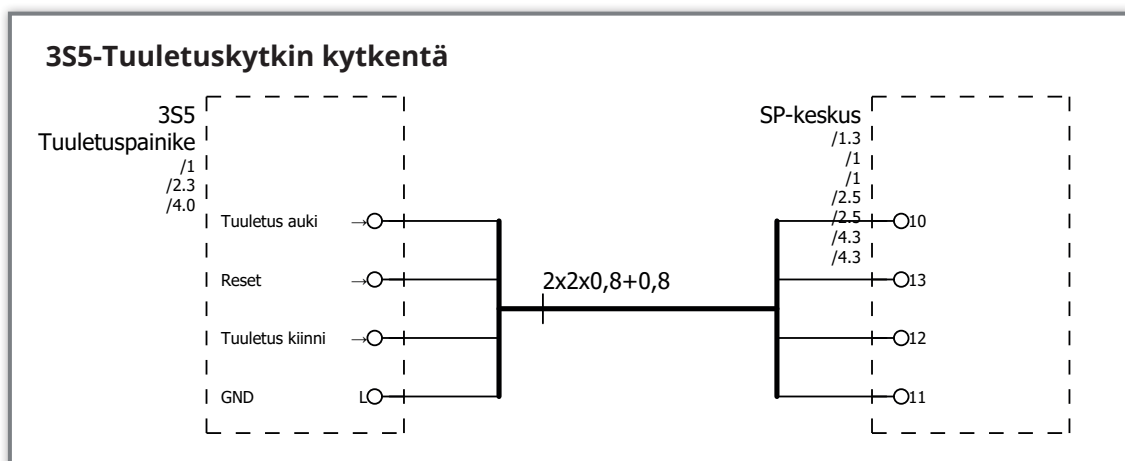 3S5-Tuuletuskytkin kytkentä
3S5
Tuuletuspainike
/1
/2.3
/4.0
SP-keskus
/1.3
/1
/1
/2.5
/2.5
/4.3
/4.3
Tuuletus auki →
10
Reset →
13
2x2x0,8+0,8
Tuuletus kiinni →
12
GND L
11